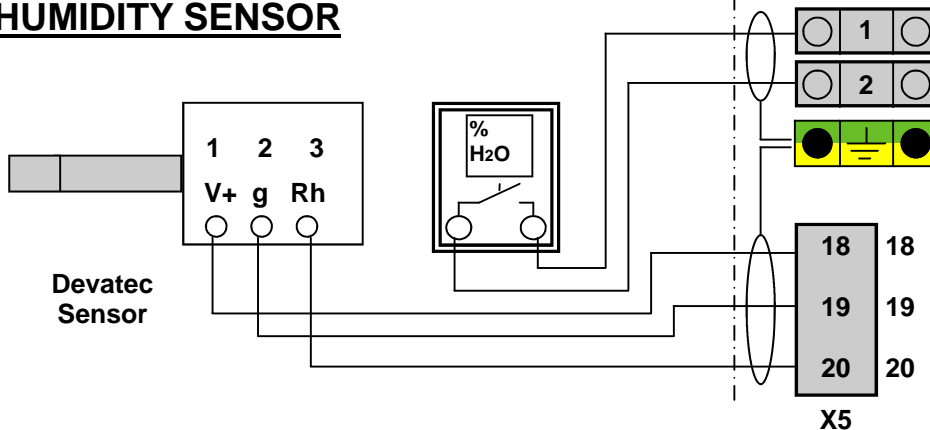 HUMIDITY SENSOR
1
2
%
H2O
1 2 3
V+ g Rh
Devatec
Sensor
18 18
19 19
20 20
X5